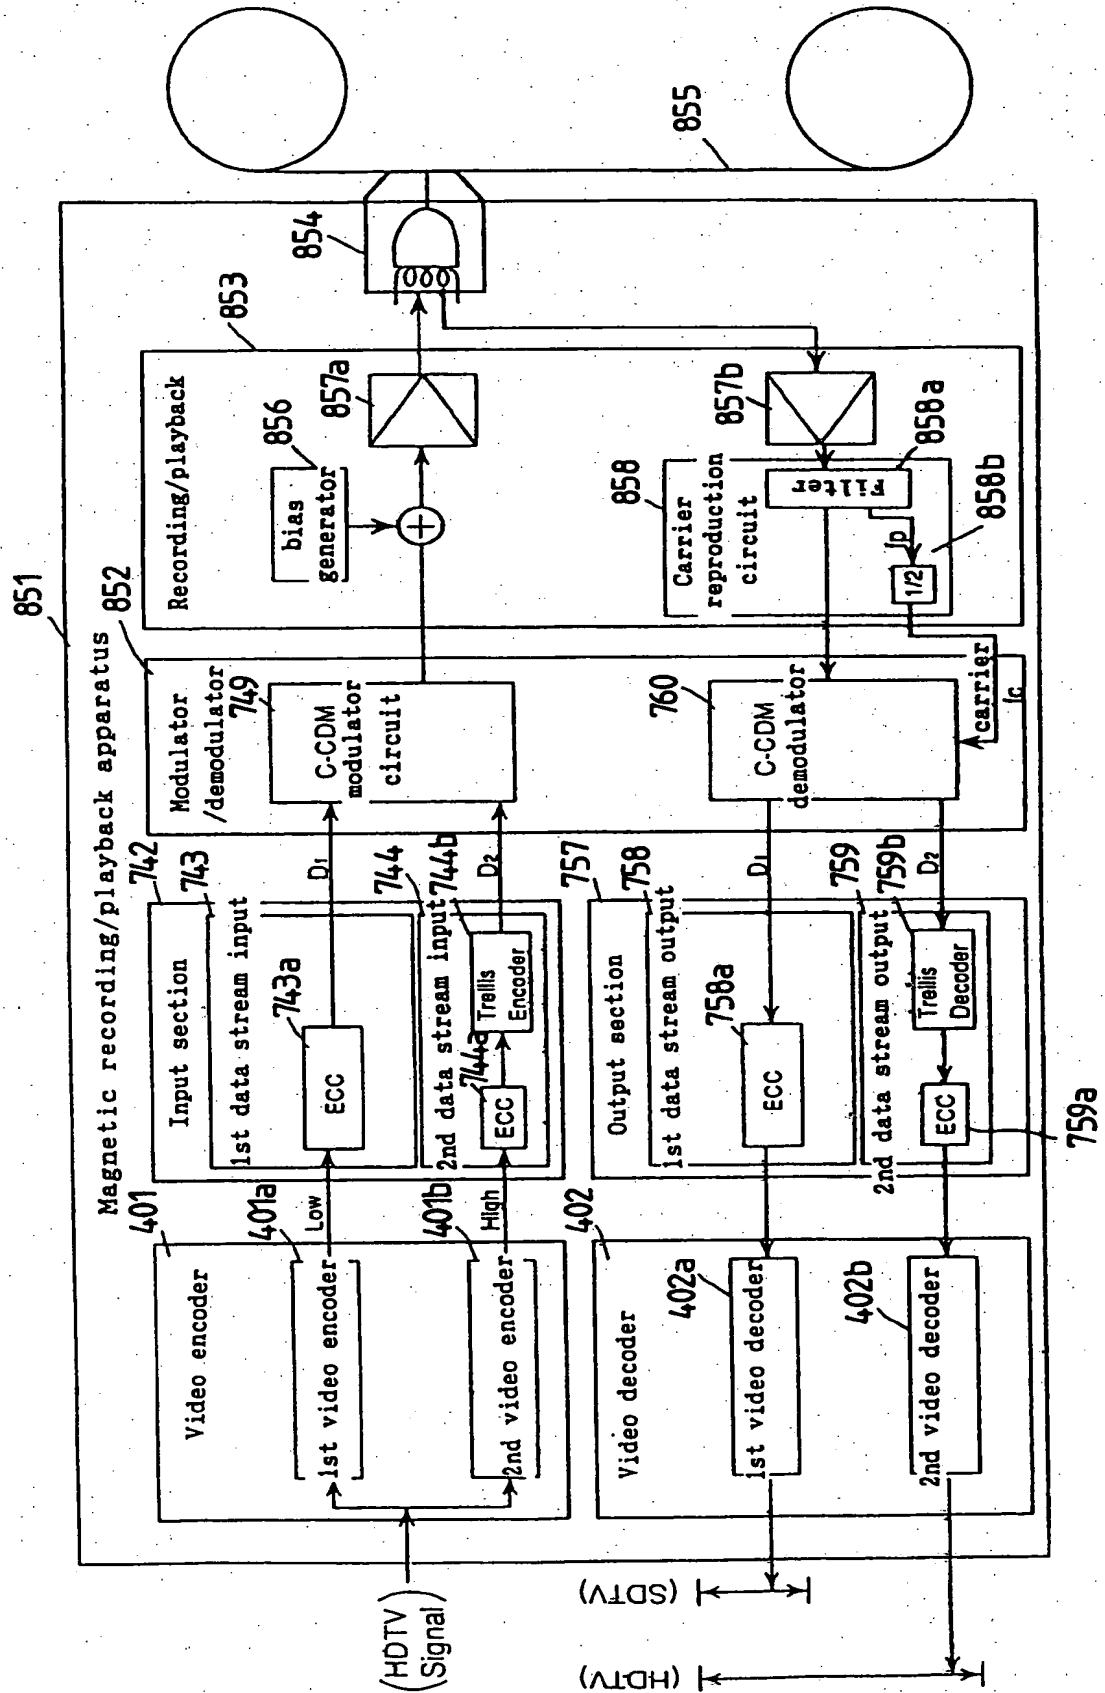 851
Magnetic recording/playback apparatus
401
Video encoder
401a
1st video encoder
Low
401b
2nd video encoder
High
(HDTV
Signal)
742
Input section
743
1st data stream input
743a
ECC
D1
744
2nd data stream input
744a
ECC
744b
Trellis
Encoder
D2
852
Modulator
/demodulator
749
C-CDM
modulator
circuit
853
Recording/playback
856
bias
generator
857a
854
855
402
Video decoder
402a
1st video decoder
402b
2nd video decoder
(SDTV)
(HDTV)
757
Output section
758
1st data stream output
758a
ECC
D1
759
2nd data stream output
759a
ECC
759b
Trellis
Decoder
D2
760
C-CDM
demodulator
carrier
fc
858
Carrier
reproduction
circuit
857b
858a
Filter
fp
858b
1/2